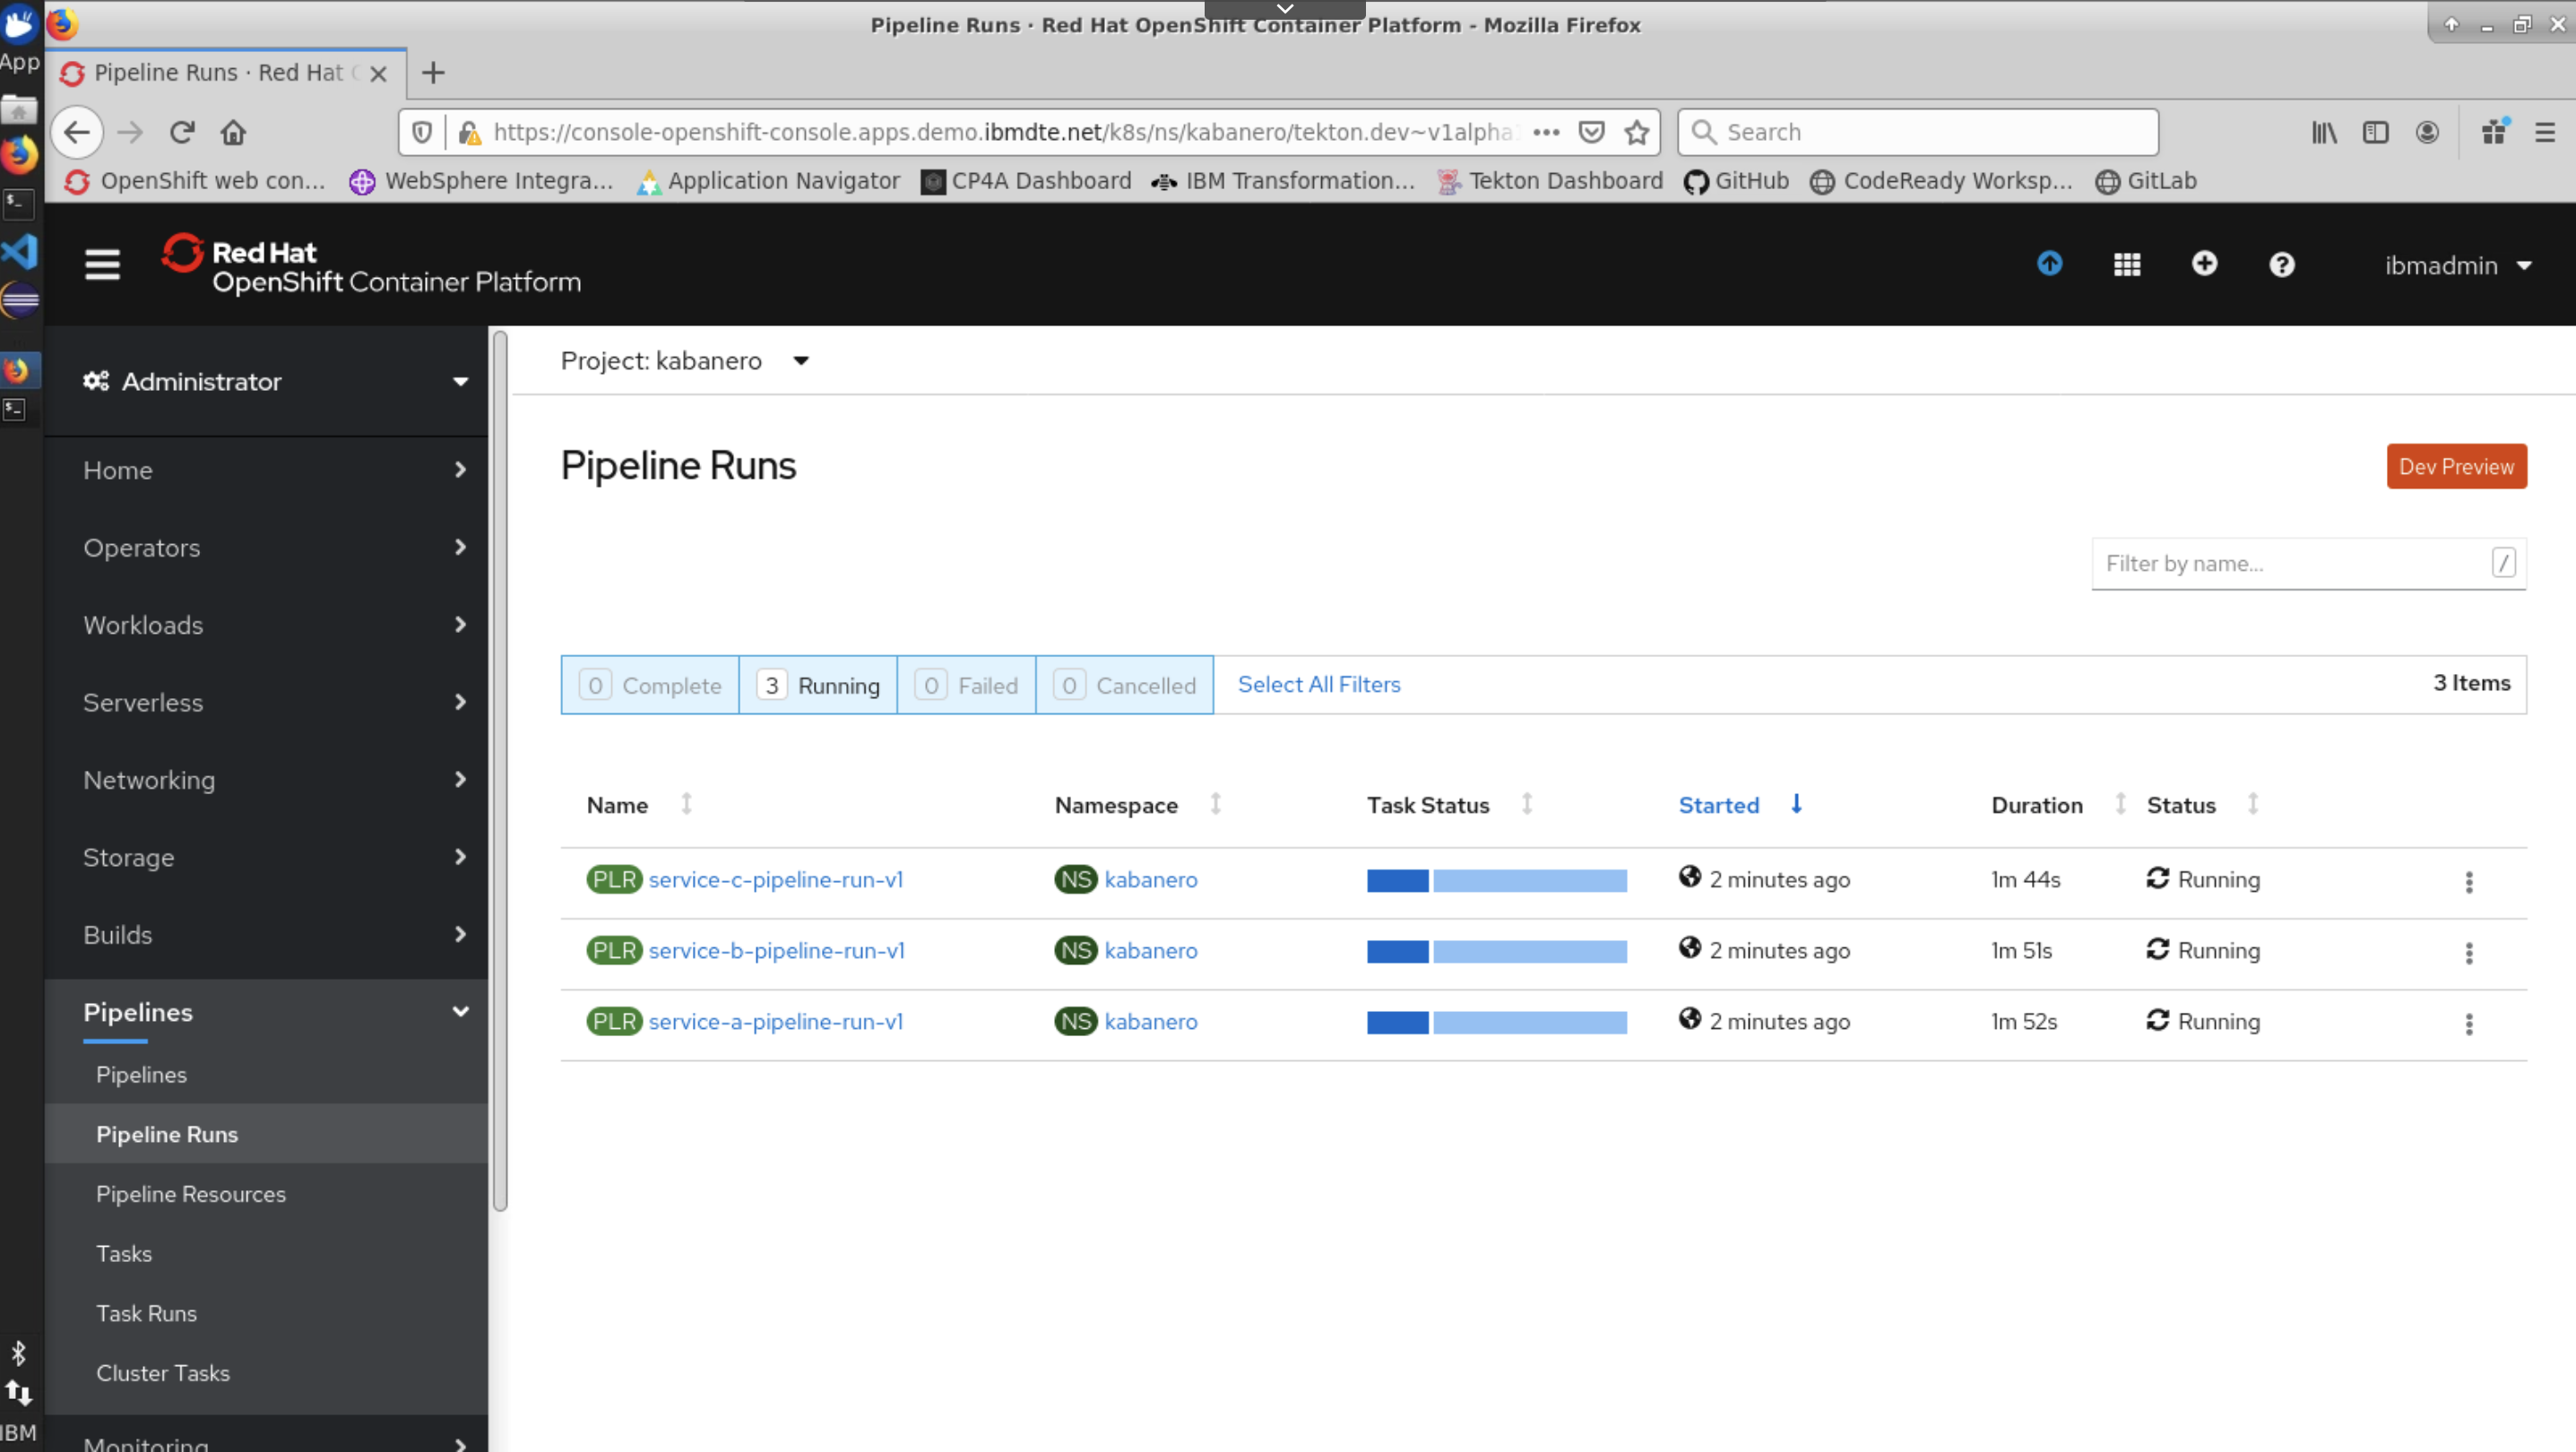 Pipeline Runs · Red Hat OpenShift Container Platform - Mozilla Firefox
App
Pipeline Runs · Red Hat
https://console-openshift-console.apps.demo.ibmdte.net/k8s/ns/kabanero/tekton.dev~v1alpha
Search
OpenShift web con... WebSphere Integra... Application Navigator CP4A Dashboard IBM Transformation... Tekton Dashboard GitHub CodeReady Worksp... GitLab
Red Hat
OpenShift Container Platform
ibmadmin
Administrator
Home
Operators
Workloads
Serverless
Networking
Storage
Builds
Pipelines
Pipelines
Pipeline Runs
Pipeline Resources
Tasks
Task Runs
Cluster Tasks
Monitoring
IBM
Project: kabanero
Pipeline Runs
Dev Preview
Filter by name... /
0 Complete 3 Running 0 Failed 0 Cancelled Select All Filters 3 Items
Name Namespace Task Status Started Duration Status
PLR service-c-pipeline-run-v1 NS kabanero 2 minutes ago 1m 44s Running
PLR service-b-pipeline-run-v1 NS kabanero 2 minutes ago 1m 51s Running
PLR service-a-pipeline-run-v1 NS kabanero 2 minutes ago 1m 52s Running